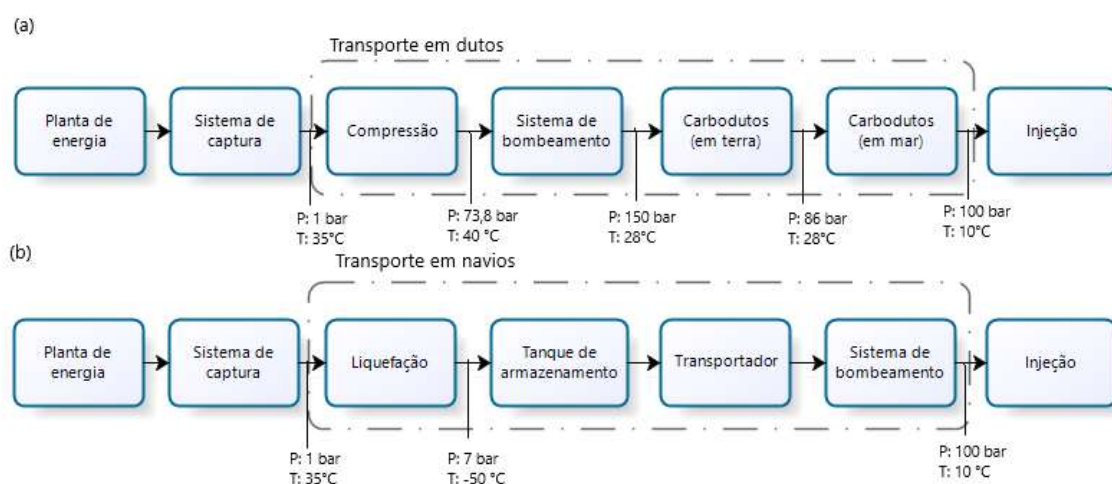 (a)
Transporte em dutos
Planta de
energia
Sistema de
captura
Compressão
Sistema de
bombeamento
Carbodutos
(em terra)
Carbodutos
(em mar)
Injeção
P: 1 bar
T: 35°C
P: 73,8 bar
T: 40 °C
P: 150 bar
T: 28°C
P: 86 bar
T: 28°C
P: 100 bar
T: 10°C
(b)
Transporte em navios
Planta de
energia
Sistema de
captura
Liquefação
Tanque de
armazenamento
Transportador
Sistema de
bombeamento
Injeção
P: 1 bar
T: 35°C
P: 7 bar
T: -50 °C
P: 100 bar
T: 10 °C